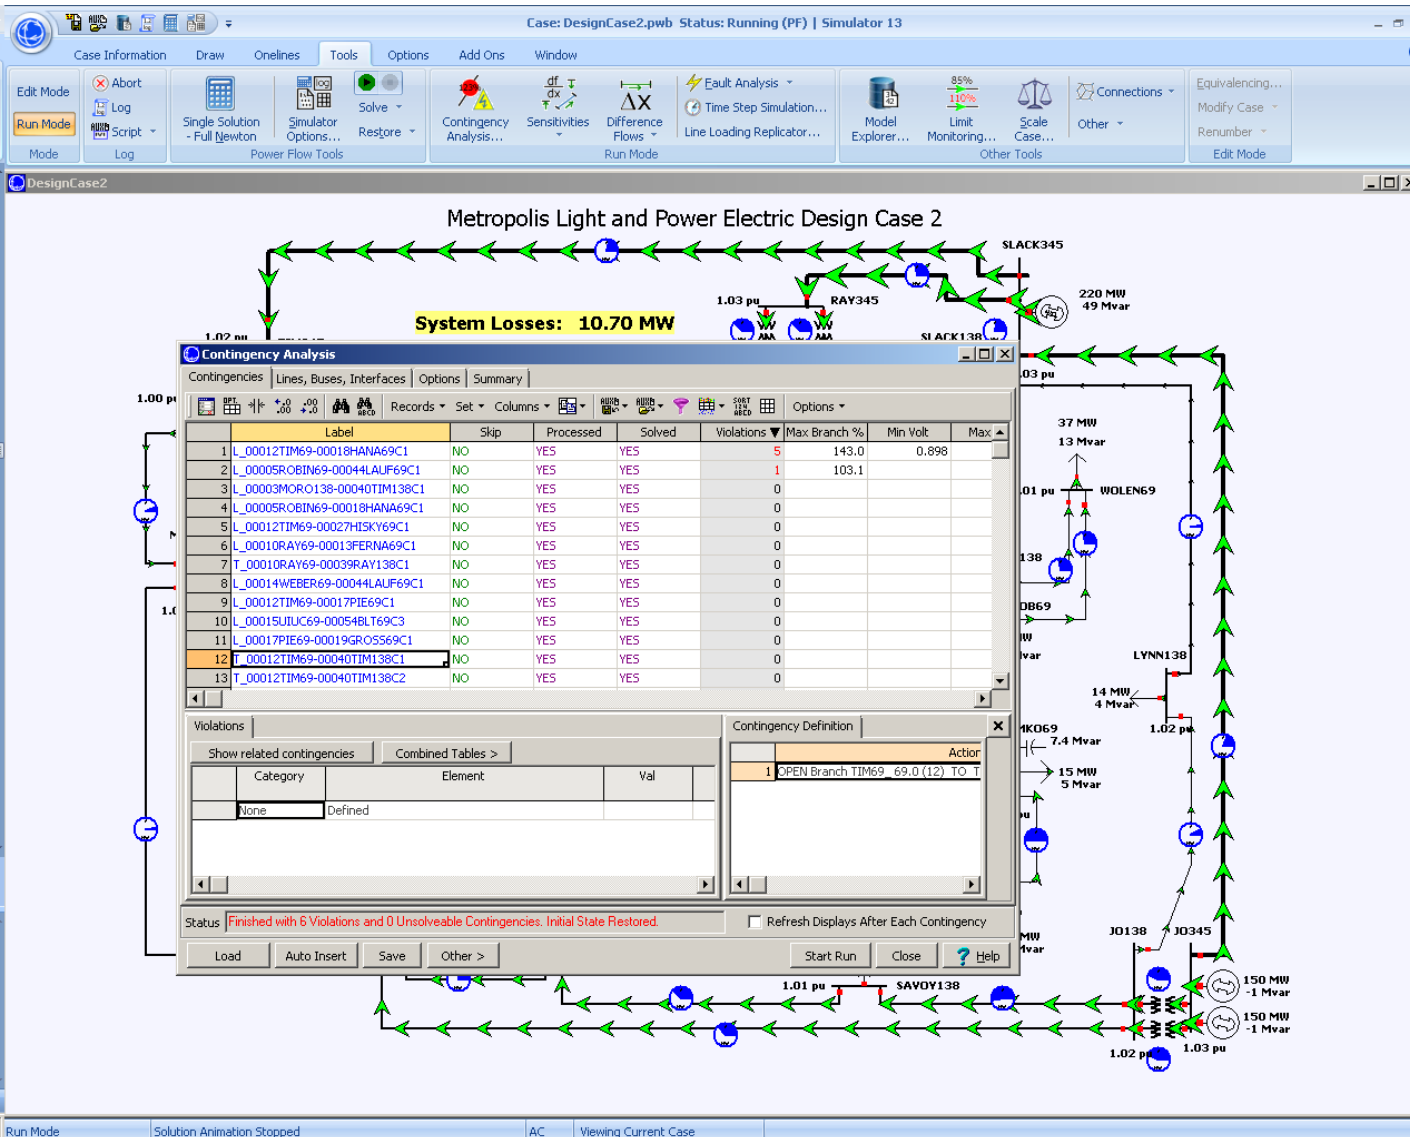 Case: DesignCase2.pwb Status: Running (PF) | Simulator 13
Case Information Draw Onelines Tools Options Add Ons Window
Edit Mode
Run Mode
Mode
Abort
Log
Script
Log
Single Solution
- Full Newton
Simulator
Options...
Solve
Restore
Power Flow Tools
Contingency
Analysis...
Sensitivities
Difference
Flows
Fault Analysis
Time Step Simulation...
Line Loading Replicator...
Run Mode
Model
Explorer...
Limit
Monitoring...
Scale
Case...
Connections
Other
Other Tools
Equivalencing...
Modify Case
Renumber
Edit Mode
DesignCase2
Metropolis Light and Power Electric Design Case 2
SLACK345
220 MW
49 Mvar
1.03 pu RAY345
System Losses: 10.70 MW
SLACK138
1.02 pu
.03 pu
1.00 pu
Contingency Analysis
Contingencies Lines, Buses, Interfaces Options Summary
Records Set Columns Options
Label Skip Processed Solved Violations Max Branch % Min Volt Max
1 L_00012TIM69-00018HANA69C1 NO YES YES 5 143.0 0.898
2 L_00005ROBIN69-00044LAUF69C1 NO YES YES 1 103.1
3 L_00003MORO138-00040TIM138C1 NO YES YES 0
4 L_00005ROBIN69-00018HANA69C1 NO YES YES 0
5 L_00012TIM69-00027HISKY69C1 NO YES YES 0
6 L_00010RAY69-00013FERNA69C1 NO YES YES 0
7 T_00010RAY69-00039RAY138C1 NO YES YES 0
8 L_00014WEBER69-00044LAUF69C1 NO YES YES 0
9 L_00012TIM69-00017PIE69C1 NO YES YES 0
10 L_00015UIUC69-00054BLT69C3 NO YES YES 0
11 L_00017PIE69-00019GROSS69C1 NO YES YES 0
12 T_00012TIM69-00040TIM138C1 NO YES YES 0
13 T_00012TIM69-00040TIM138C2 NO YES YES 0
Violations
Show related contingencies Combined Tables >
Category Element Val
None Defined
Contingency Definition
Action
1 OPEN Branch TIM69_69.0 (12) TO T
Status Finished with 6 Violations and 0 Unsolveable Contingencies. Initial State Restored.
Refresh Displays After Each Contingency
Load Auto Insert Save Other > Start Run Close Help
37 MW
13 Mvar
.01 pu WOLEN69
138
OB69
LYNN138
14 MW
4 Mvar
1.02 pu
MKO69
7.4 Mvar
15 MW
5 Mvar
JO138 JO345
1.01 pu SAVOY138
150 MW
-1 Mvar
150 MW
-1 Mvar
1.02 pu 1.03 pu
Run Mode Solution Animation Stopped AC Viewing Current Case